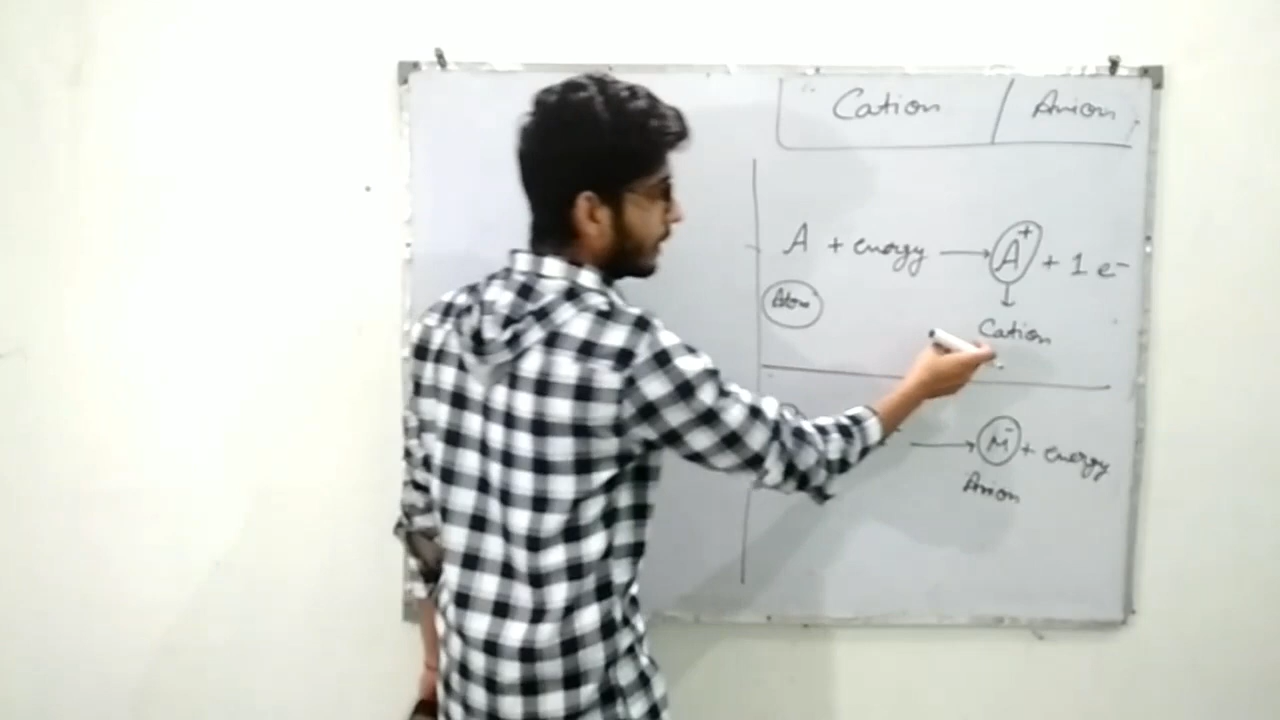 Cation Anion
A + energy → A⁺ + 1 e⁻
Atom
Cation
→ M⁻ + energy
Anion